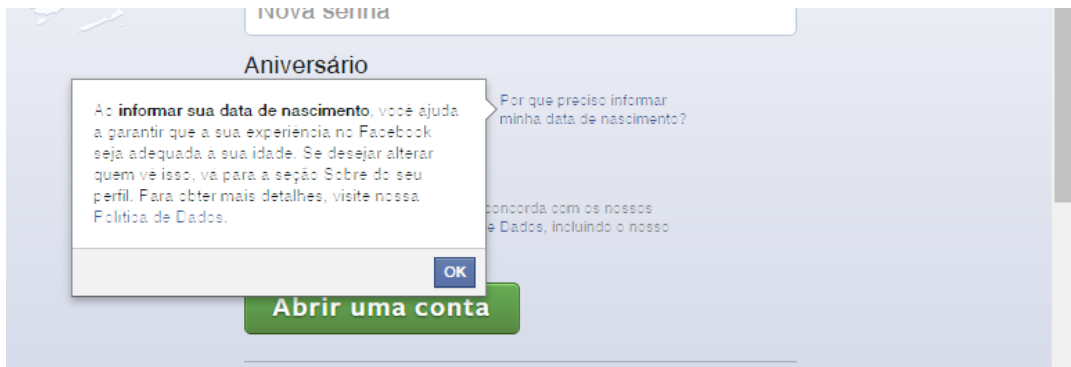 Nova senha
Aniversário
Ao informar sua data de nascimento, você ajuda
a garantir que a sua experiência no Facebook
seja adequada a sua idade. Se desejar alterar
quem vê isso, vá para a seção Sobre do seu
perfil. Para obter mais detalhes, visite nossa
Política de Dados.
OK
Por que preciso informar
minha data de nascimento?
concorda com os nossos
e Dados, incluindo o nosso
Abrir uma conta